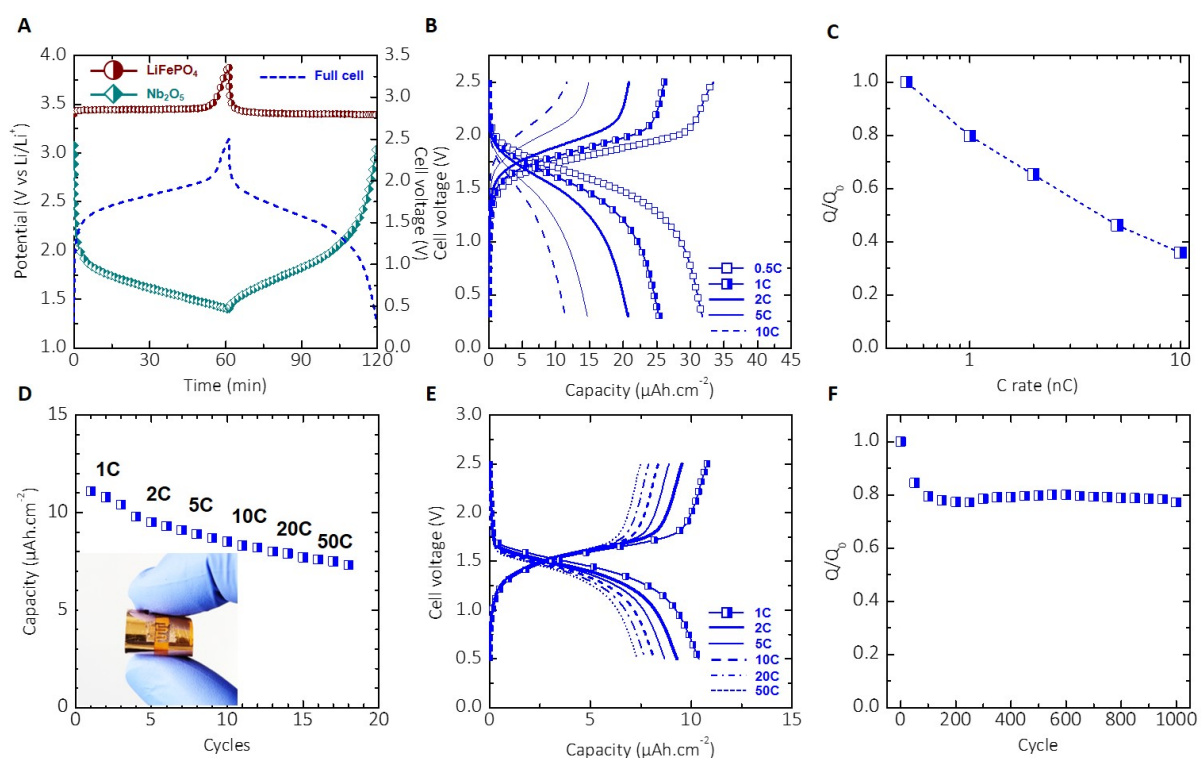 A
4.0
3.5
3.0
2.5
2.0
1.5
1.0
Potential (V vs Li/Li⁺)
LiFePO₄
Nb₂O₅
Full cell
3.5
3.0
2.5
2.0
1.5
1.0
0.5
0.0
Cell voltage (V)
0 30 60 90 120
Time (min)
B
3.0
2.5
2.0
1.5
1.0
0.5
0.0
Cell voltage (V)
0.5C
1C
2C
5C
10C
0 5 10 15 20 25 30 35 40 45
Capacity (µAh.cm⁻²)
C
1.0
0.8
0.6
0.4
0.2
0.0
Q/Q₀
1 10
C rate (nC)
D
15
10
5
0
Capacity (µAh.cm⁻²)
1C 2C 5C 10C 20C 50C
0 5 10 15 20
Cycles
E
3.0
2.5
2.0
1.5
1.0
0.5
0.0
Cell voltage (V)
1C
2C
5C
10C
20C
50C
0 5 10 15
Capacity (µAh.cm⁻²)
F
1.0
0.8
0.6
0.4
0.2
0.0
Q/Q₀
0 200 400 600 800 1000
Cycle